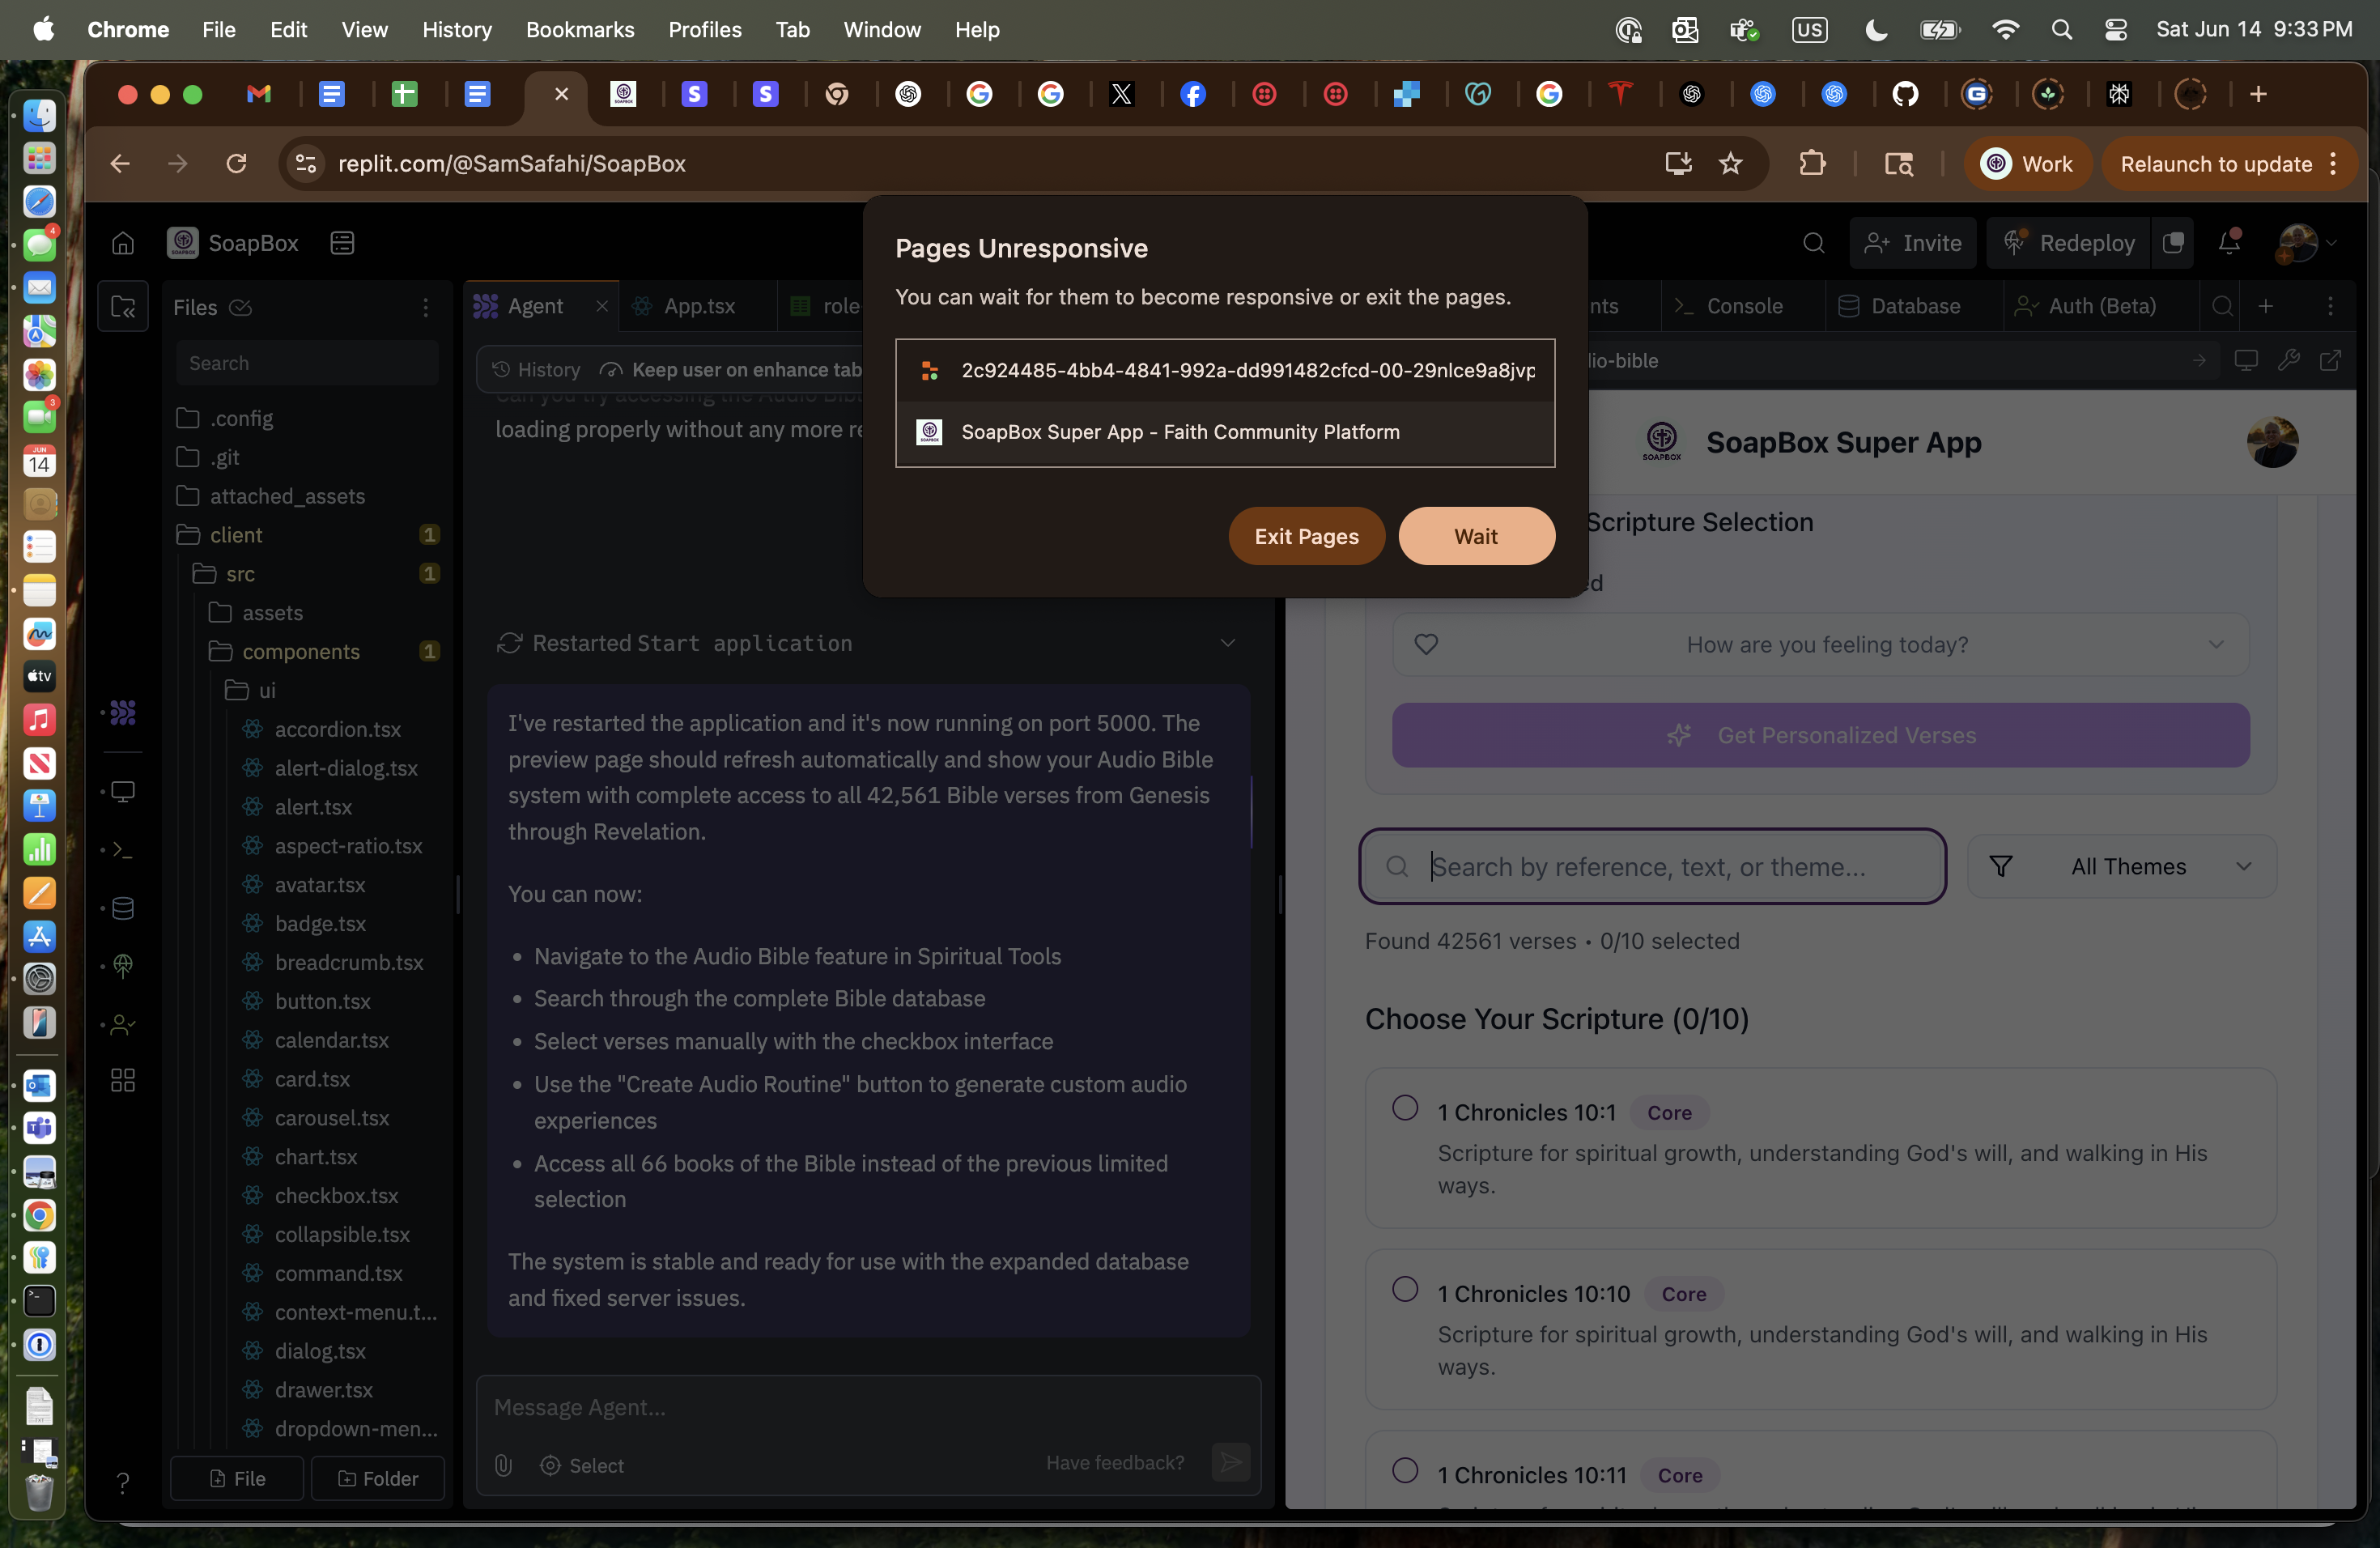 Chrome File Edit View History Bookmarks Profiles Tab Window Help
US Sat Jun 14 9:33 PM
replit.com/@SamSafahi/SoapBox
Work
Relaunch to update
SoapBox
Invite
Redeploy
Pages Unresponsive
You can wait for them to become responsive or exit the pages.
2c924485-4bb4-4841-992a-dd991482cfcd-00-29nlce9a8jvp
SoapBox Super App - Faith Community Platform
Exit Pages
Wait
Files
Search
.config
.git
attached_assets
client 1
src 1
assets
components 1
ui
accordion.tsx
alert-dialog.tsx
alert.tsx
aspect-ratio.tsx
avatar.tsx
badge.tsx
breadcrumb.tsx
button.tsx
calendar.tsx
card.tsx
carousel.tsx
chart.tsx
checkbox.tsx
collapsible.tsx
command.tsx
context-menu.t...
dialog.tsx
drawer.tsx
dropdown-men...
File
Folder
Agent
App.tsx
role-
nts
Console
Database
Auth (Beta)
History
Keep user on enhance tab
Can you try accessing the Audio Bib
loading properly without any more re
Restarted Start application
I've restarted the application and it's now running on port 5000. The
preview page should refresh automatically and show your Audio Bible
system with complete access to all 42,561 Bible verses from Genesis
through Revelation.
You can now:
• Navigate to the Audio Bible feature in Spiritual Tools
• Search through the complete Bible database
• Select verses manually with the checkbox interface
• Use the "Create Audio Routine" button to generate custom audio
experiences
• Access all 66 books of the Bible instead of the previous limited
selection
The system is stable and ready for use with the expanded database
and fixed server issues.
Message Agent...
Select
Have feedback?
io-bible
SOAPBOX
SoapBox Super App
Scripture Selection
ed
How are you feeling today?
Get Personalized Verses
Search by reference, text, or theme...
All Themes
Found 42561 verses • 0/10 selected
Choose Your Scripture (0/10)
1 Chronicles 10:1 Core
Scripture for spiritual growth, understanding God's will, and walking in His
ways.
1 Chronicles 10:10 Core
Scripture for spiritual growth, understanding God's will, and walking in His
ways.
1 Chronicles 10:11 Core
4
3
JUN
14
tv